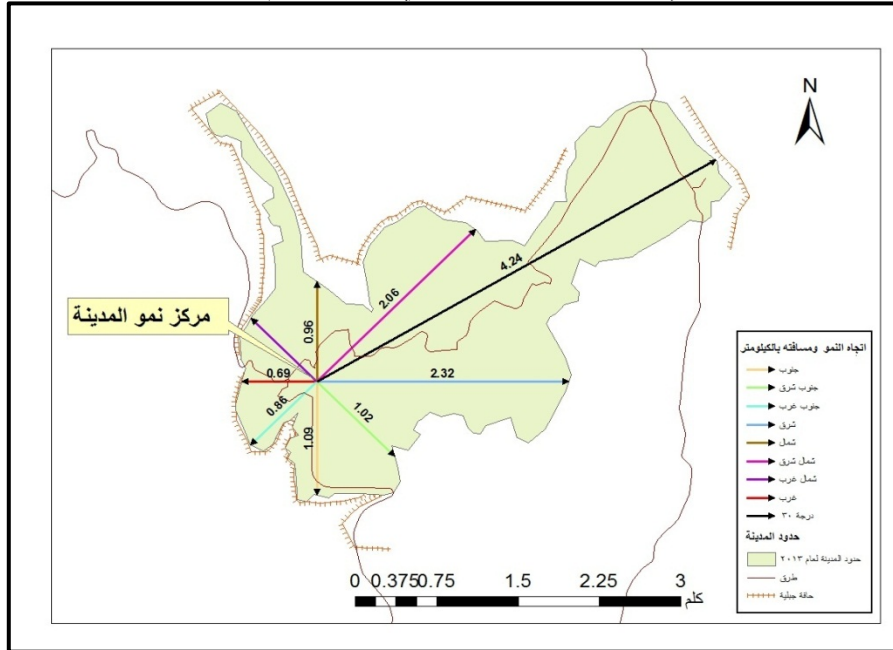 N
4.24
2.06
مركز نمو المدينة
0.96
0.69
2.32
0.86
1.02
1.09
اتجاه النمو ومسافته بالكيلومتر
جنوب
جنوب شرق
جنوب غرب
شرق
شمال
شمال شرق
شمال غرب
غرب
درجة ٣٠
حدود المدينة
حدود المدينة لعام ٢٠١٣
طرق
حافة جبلية
0 0.375 0.75 1.5 2.25 3
كلم